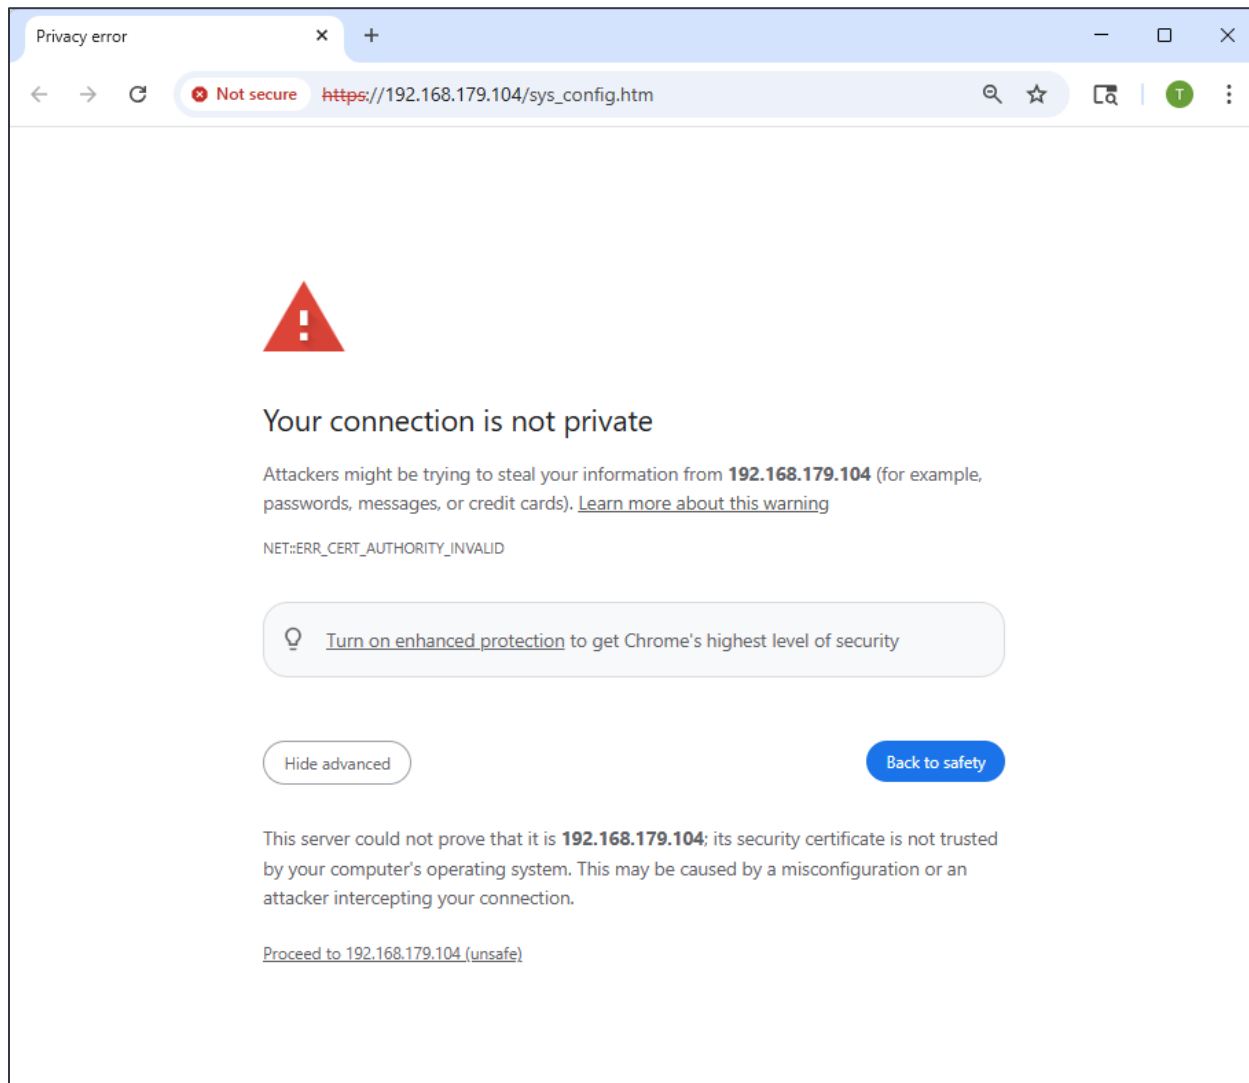 Privacy error
Not secure https://192.168.179.104/sys_config.htm
T
Your connection is not private
Attackers might be trying to steal your information from 192.168.179.104 (for example,
passwords, messages, or credit cards). Learn more about this warning
NET::ERR_CERT_AUTHORITY_INVALID
Turn on enhanced protection to get Chrome's highest level of security
Hide advanced
Back to safety
This server could not prove that it is 192.168.179.104; its security certificate is not trusted
by your computer's operating system. This may be caused by a misconfiguration or an
attacker intercepting your connection.
Proceed to 192.168.179.104 (unsafe)